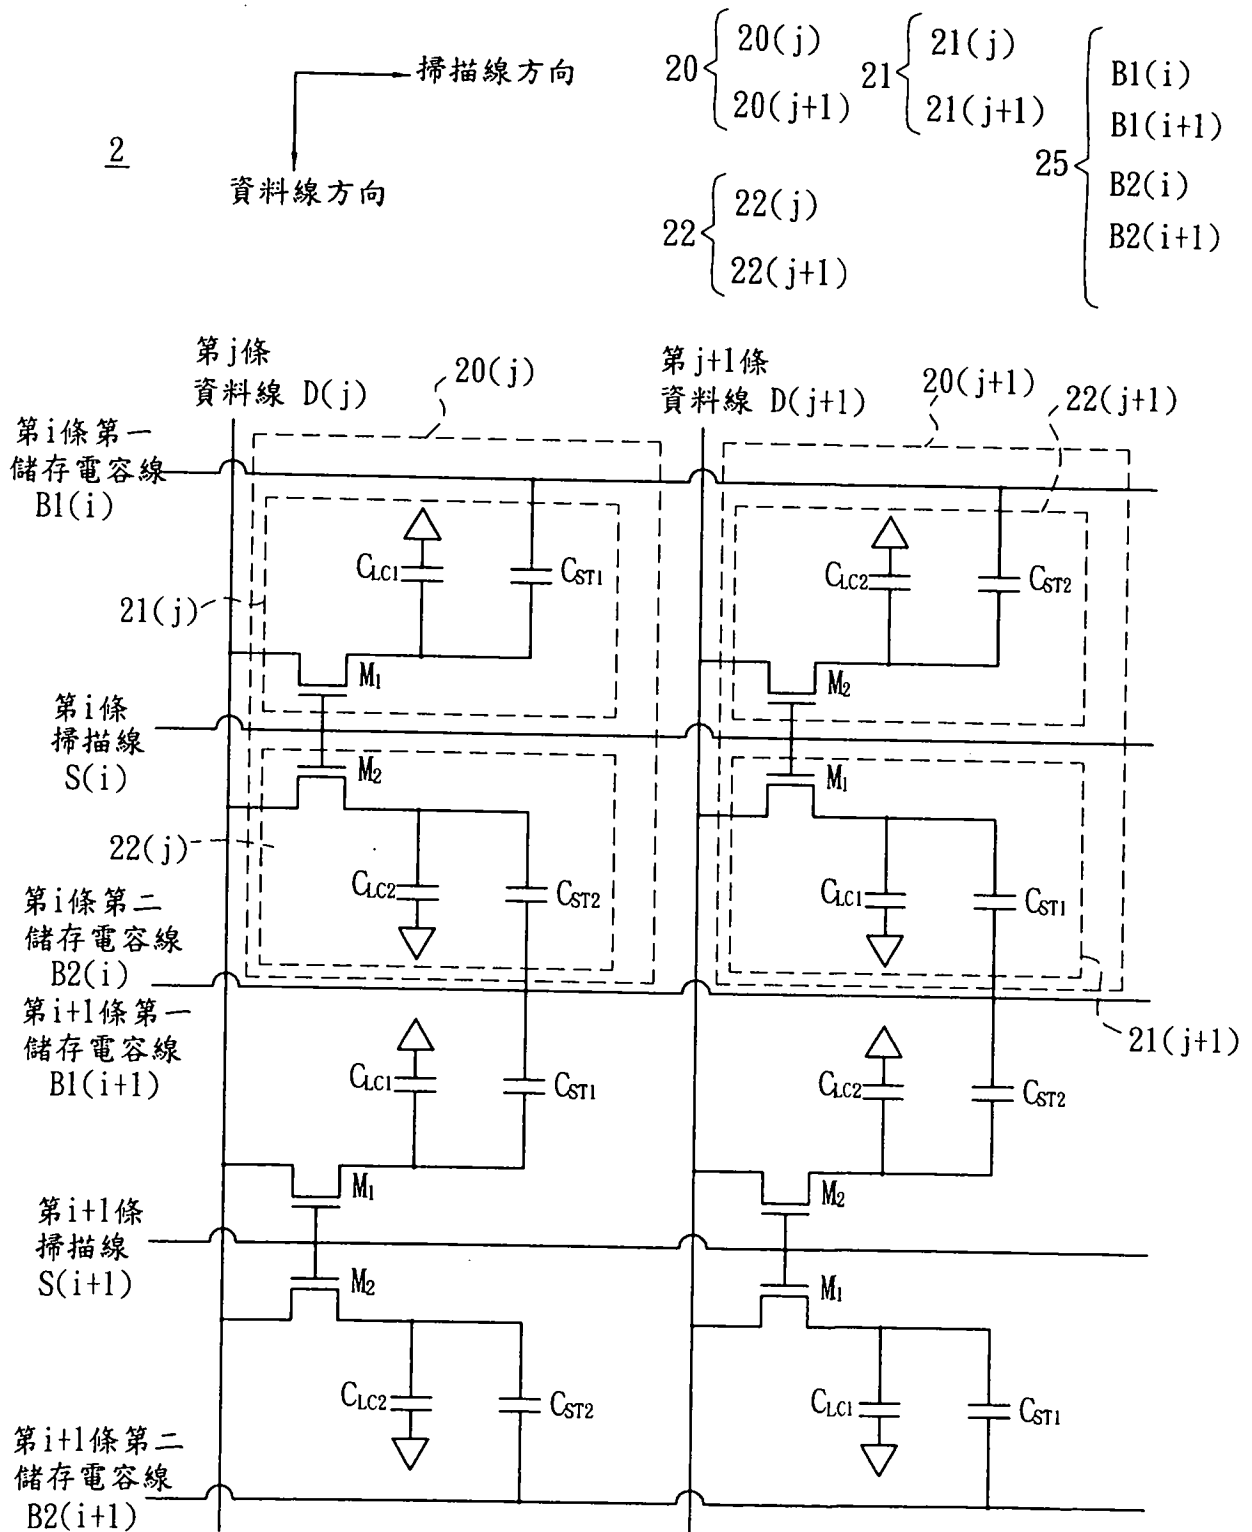 掃描線方向
資料線方向
2
20
20(j)
20(j+1)
21
21(j)
21(j+1)
22
22(j)
22(j+1)
25
B1(i)
B1(i+1)
B2(i)
B2(i+1)
第j條
資料線 D(j)
20(j)
第j+1條
資料線 D(j+1)
20(j+1)
22(j+1)
第i條第一
儲存電容線
B1(i)
CLC1
CST1
CLC2
CST2
21(j)
M1
M2
第i條
掃描線
S(i)
M2
M1
22(j)
CLC2
CST2
CLC1
CST1
第i條第二
儲存電容線
B2(i)
第i+1條第一
儲存電容線
B1(i+1)
21(j+1)
CLC1
CST1
CLC2
CST2
M1
M2
第i+1條
掃描線
S(i+1)
M2
M1
CLC2
CST2
CLC1
CST1
第i+1條第二
儲存電容線
B2(i+1)